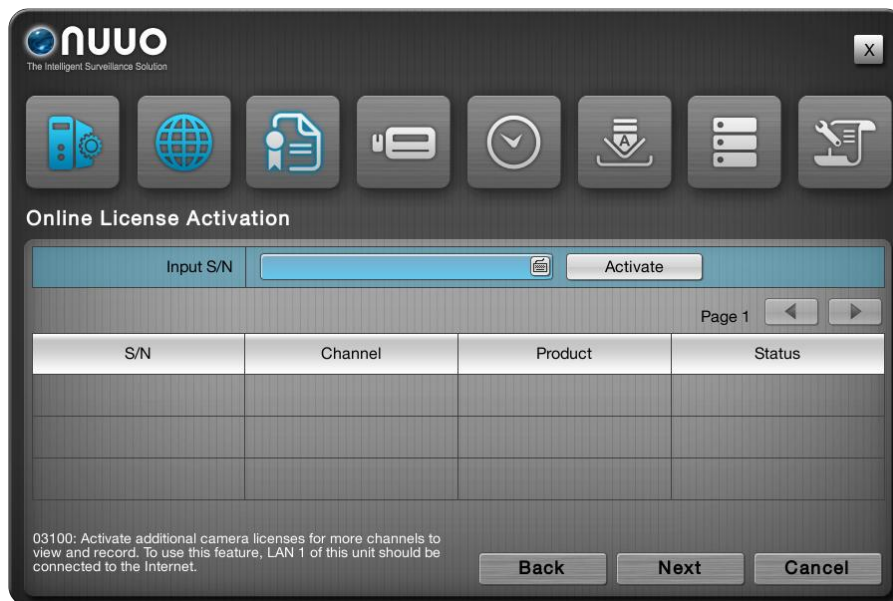 nuuo
The Intelligent Surveillance Solution
X
A
Online License Activation
Input S/N
Activate
Page 1
S/N Channel Product Status
03100: Activate additional camera licenses for more channels to
view and record. To use this feature, LAN 1 of this unit should be
connected to the Internet.
Back Next Cancel